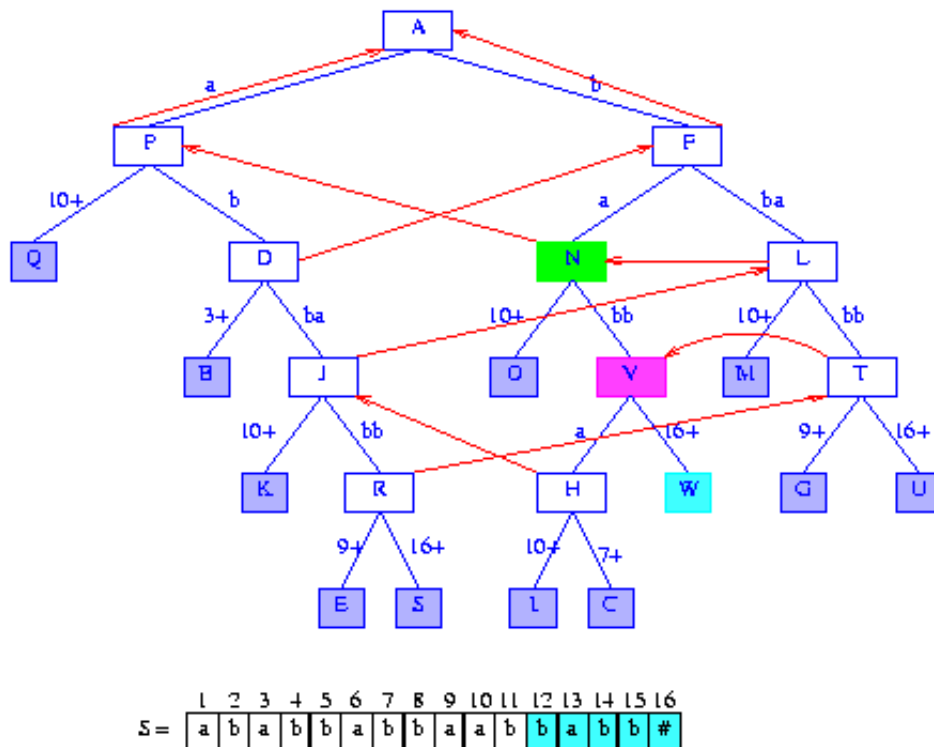 A
a b
P F
10+ b a ba
Q D N L
3+ ba 10+ bb 10+ bb
B J O V M T
10+ bb a 16+ 9+ 16+
K R H W G U
9+ 16+ 10+ 7+
E S I C
1 2 3 4 5 6 7 8 9 10 11 12 13 14 15 16
S = a b a b b a b b a a b b a b b #